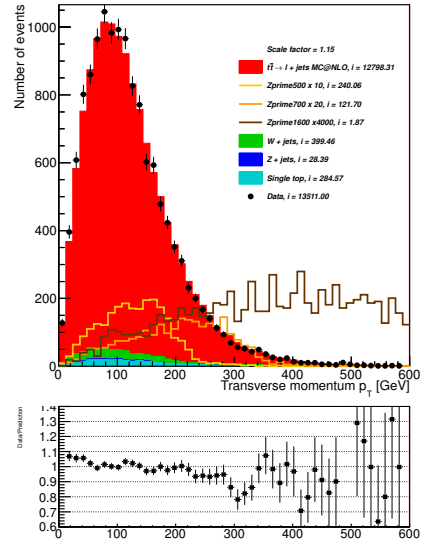 Number of events
1000
800
600
400
200
0
Scale factor = 1.15
tt̄ → l + jets MC@NLO, i = 12798.31
Zprime500 x 10, i = 240.06
Zprime700 x 20, i = 121.70
Zprime1600 x4000, i = 1.87
W + jets, i = 399.46
Z + jets, i = 28.39
Single top, i = 284.57
Data, i = 13511.00
0 100 200 300 400 500 600
Transverse momentum p_T [GeV]
Data/Prediction
1.4
1.3
1.2
1.1
1
0.9
0.8
0.7
0.6
0 100 200 300 400 500 600